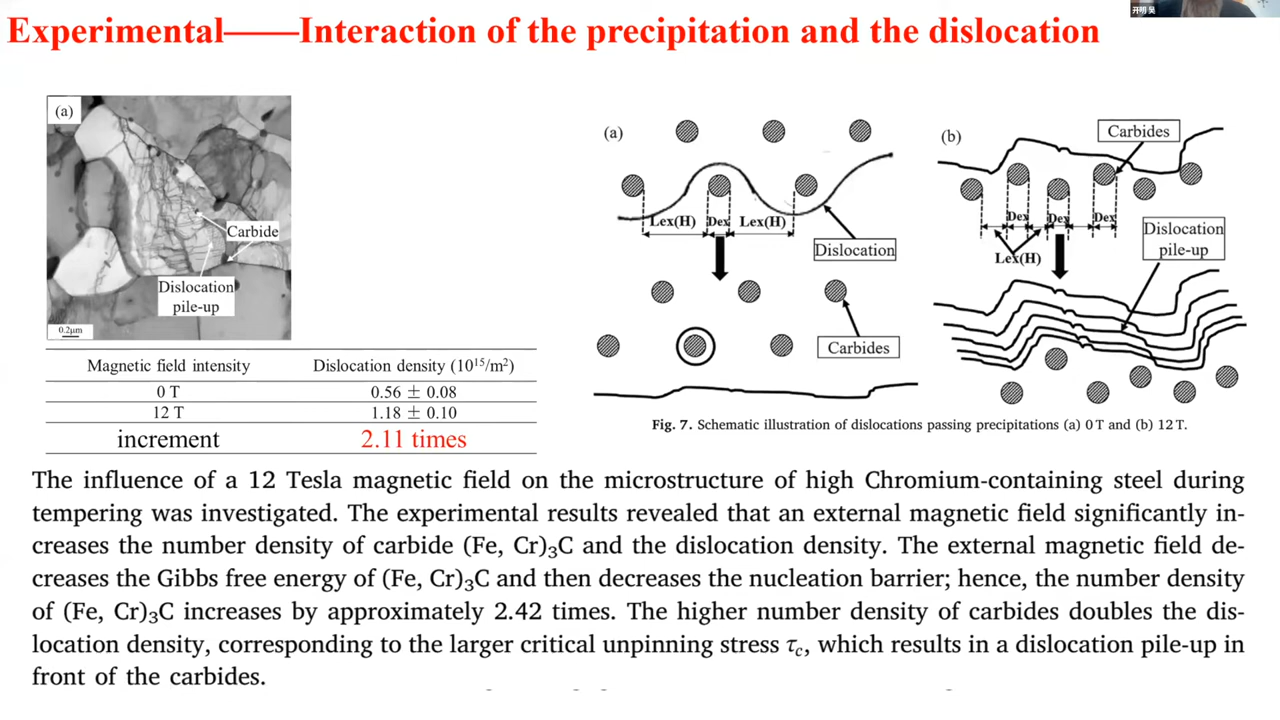 开明 吴
Experimental——Interaction of the precipitation and the dislocation
(a)
Carbide
Dislocation
pile-up
0.2μm
Magnetic field intensity Dislocation density (10¹⁵/m²)
0 T 0.56 ± 0.08
12 T 1.18 ± 0.10
increment 2.11 times
(a)
Lex(H) Dex Lex(H)
Dislocation
Carbides
(b)
Carbides
Dex Dex Dex
Lex(H)
Dislocation
pile-up
Fig. 7. Schematic illustration of dislocations passing precipitations (a) 0 T and (b) 12 T.
The influence of a 12 Tesla magnetic field on the microstructure of high Chromium-containing steel during
tempering was investigated. The experimental results revealed that an external magnetic field significantly in-
creases the number density of carbide (Fe, Cr)₃C and the dislocation density. The external magnetic field de-
creases the Gibbs free energy of (Fe, Cr)₃C and then decreases the nucleation barrier; hence, the number density
of (Fe, Cr)₃C increases by approximately 2.42 times. The higher number density of carbides doubles the dis-
location density, corresponding to the larger critical unpinning stress τc, which results in a dislocation pile-up in
front of the carbides.